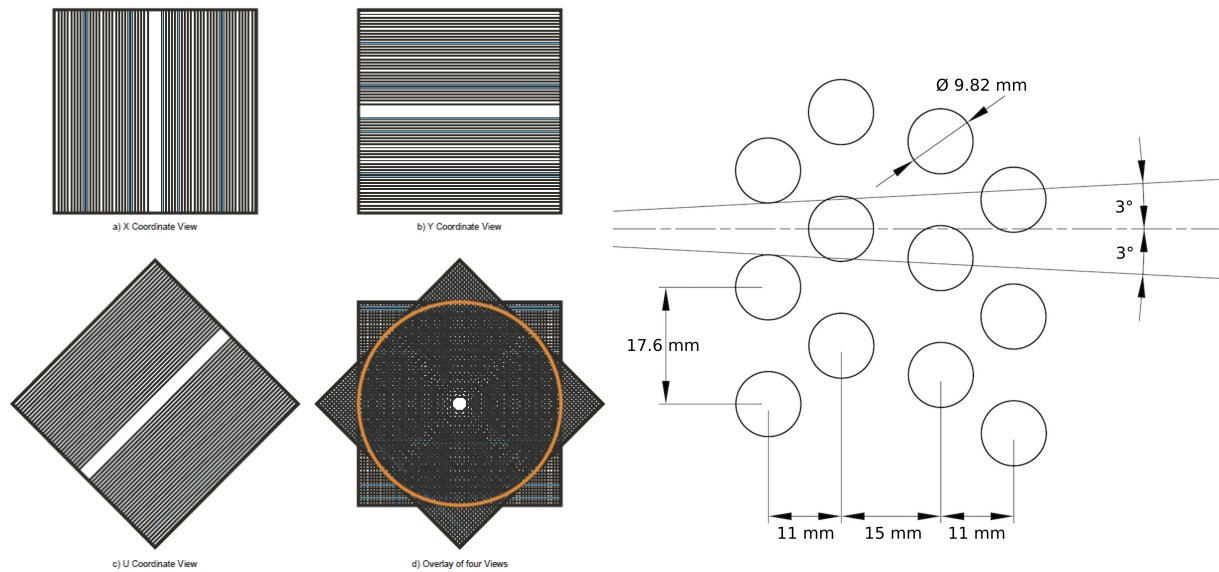 a) X Coordinate View
b) Y Coordinate View
c) U Coordinate View
d) Overlay of four Views
Ø 9.82 mm
3°
3°
17.6 mm
11 mm
15 mm
11 mm